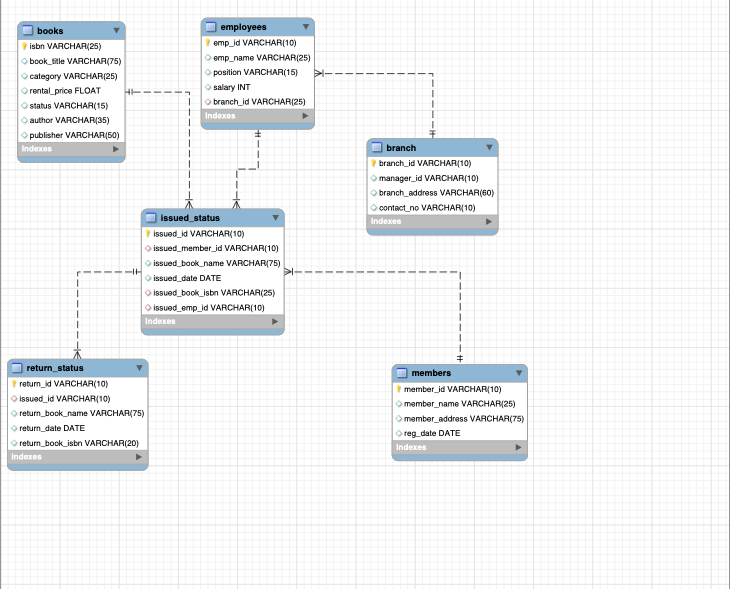 books
isbn VARCHAR(25)
book_title VARCHAR(75)
category VARCHAR(25)
rental_price FLOAT
status VARCHAR(15)
author VARCHAR(35)
publisher VARCHAR(50)
Indexes
employees
emp_id VARCHAR(10)
emp_name VARCHAR(25)
position VARCHAR(15)
salary INT
branch_id VARCHAR(25)
Indexes
branch
branch_id VARCHAR(10)
manager_id VARCHAR(10)
branch_address VARCHAR(60)
contact_no VARCHAR(10)
Indexes
issued_status
issued_id VARCHAR(10)
issued_member_id VARCHAR(10)
issued_book_name VARCHAR(75)
issued_date DATE
issued_book_isbn VARCHAR(25)
issued_emp_id VARCHAR(10)
Indexes
return_status
return_id VARCHAR(10)
issued_id VARCHAR(10)
return_book_name VARCHAR(75)
return_date DATE
return_book_isbn VARCHAR(20)
Indexes
members
member_id VARCHAR(10)
member_name VARCHAR(25)
member_address VARCHAR(75)
reg_date DATE
Indexes